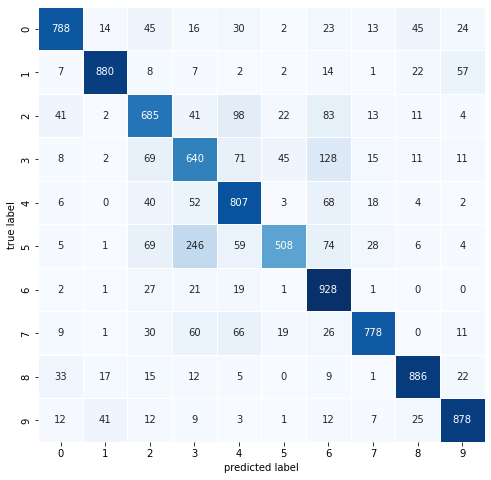 0 788 14 45 16 30 2 23 13 45 24
1 7 880 8 7 2 2 14 1 22 57
2 41 2 685 41 98 22 83 13 11 4
3 8 2 69 640 71 45 128 15 11 11
4 6 0 40 52 807 3 68 18 4 2
5 5 1 69 246 59 508 74 28 6 4
6 2 1 27 21 19 1 928 1 0 0
7 9 1 30 60 66 19 26 778 0 11
8 33 17 15 12 5 0 9 1 886 22
9 12 41 12 9 3 1 12 7 25 878
0 1 2 3 4 5 6 7 8 9
predicted label
true label